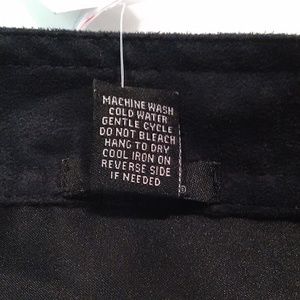 MACHINE WASH
COLD WATER
GENTLE CYCLE
DO NOT BLEACH
HANG TO DRY
COOL IRON ON
REVERSE SIDE
IF NEEDED